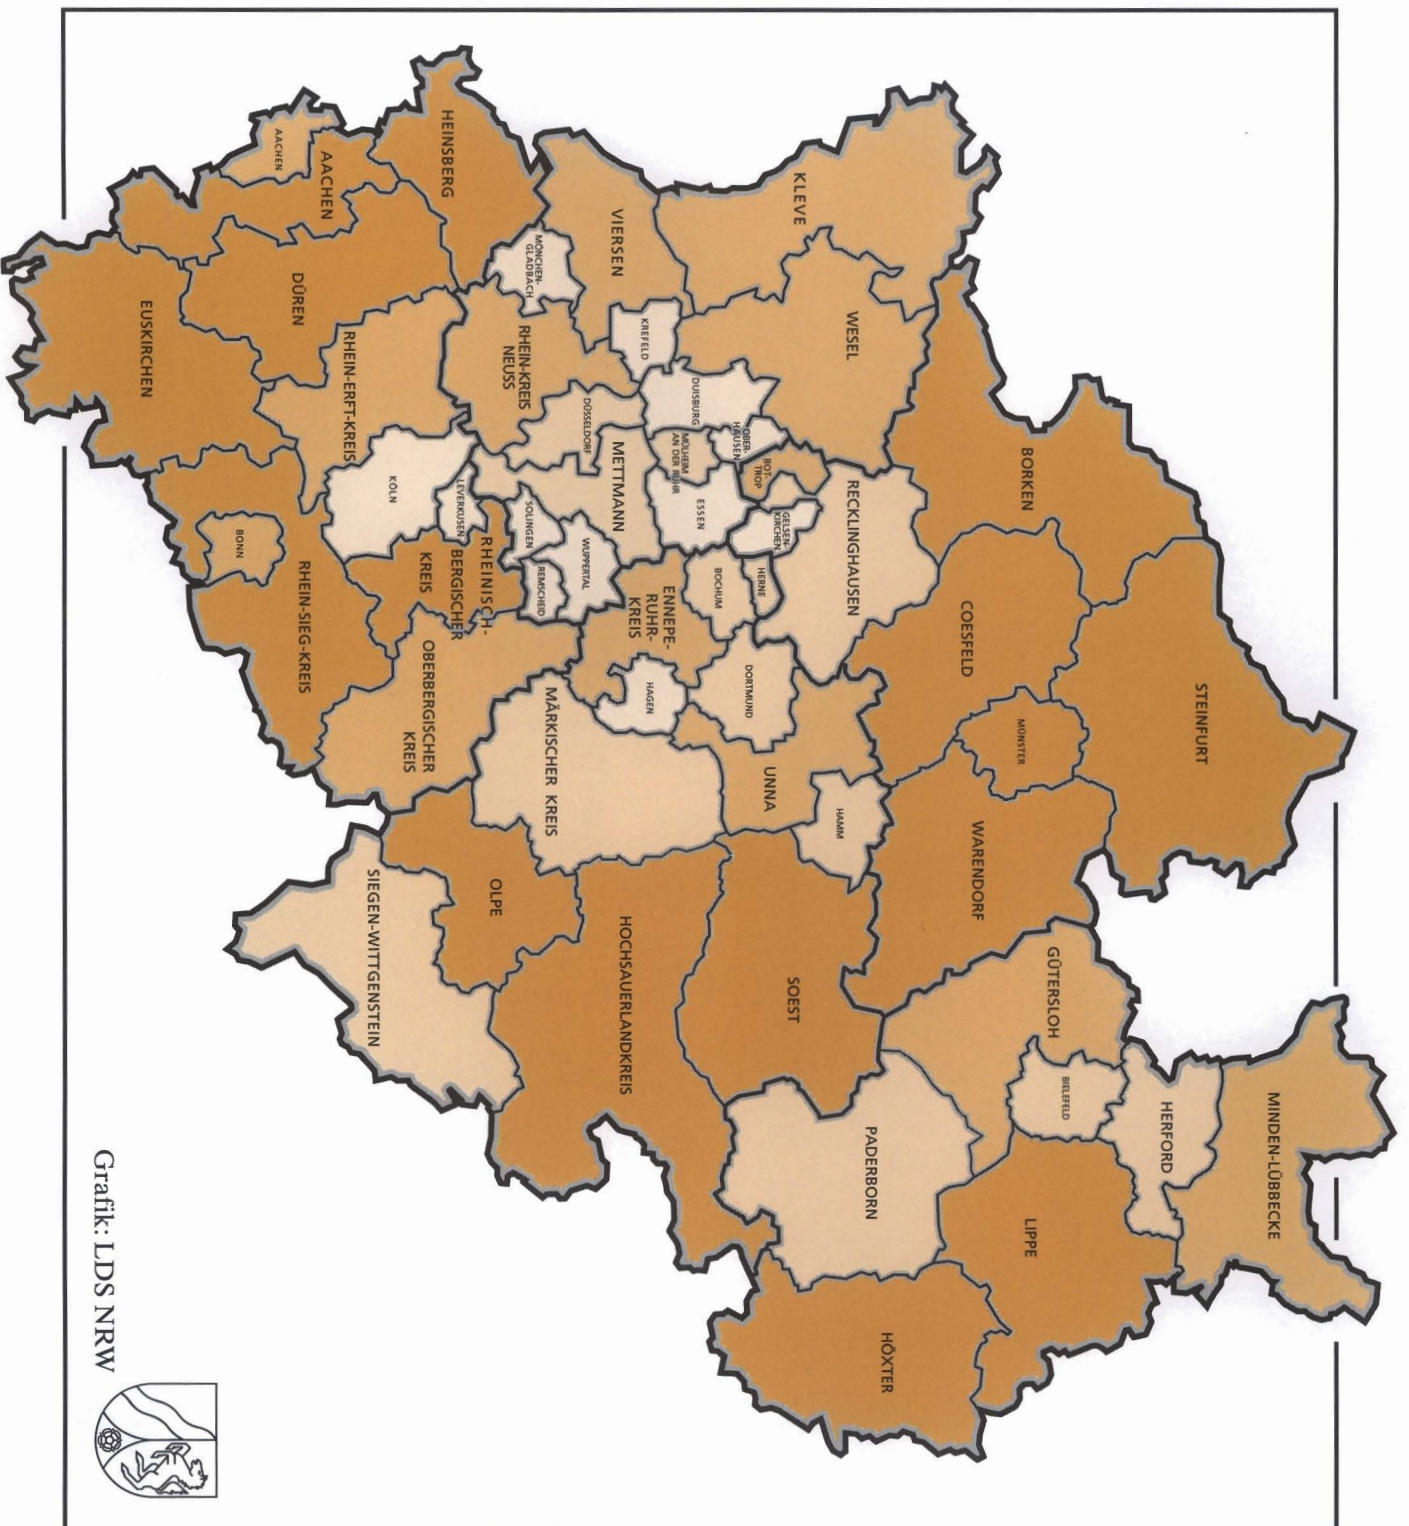 STEINFURT
MINDEN-LÜBBECKE
BORKEN
MÜNSTER
HERFORD
COESFELD
WARENDORF
GÜTERSLOH
BIELEFELD
LIPPE
KLEVE
WESEL
RECKLINGHAUSEN
HAMM
SOEST
PADERBORN
HÖXTER
BOT-
TROP
GELSEN-
KIRCHEN
HERNE
OBER-
HAUSEN
DUISBURG
MÜLHEIM
AN DER RUHR
ESSEN
BOCHUM
DORTMUND
UNNA
VIERSEN
KREFELD
METTMANN
ENNEPE-
RUHR-
KREIS
HAGEN
MÖNCHEN-
GLADBACH
RHEIN-KREIS
NEUSS
DÜSSELDORF
WUPPERTAL
SOLINGEN
REMSCHEID
MÄRKISCHER KREIS
HOCHSAUERLANDKREIS
HEINSBERG
LEVERKUSEN
RHEINISCH-
BERGISCHER
KREIS
OBERBERGISCHER
KREIS
OLPE
AACHEN
AACHEN
DÜREN
RHEIN-ERFT-KREIS
KÖLN
SIEGEN-WITTGENSTEIN
EUSKIRCHEN
BONN
RHEIN-SIEG-KREIS
Grafik: LDS NRW